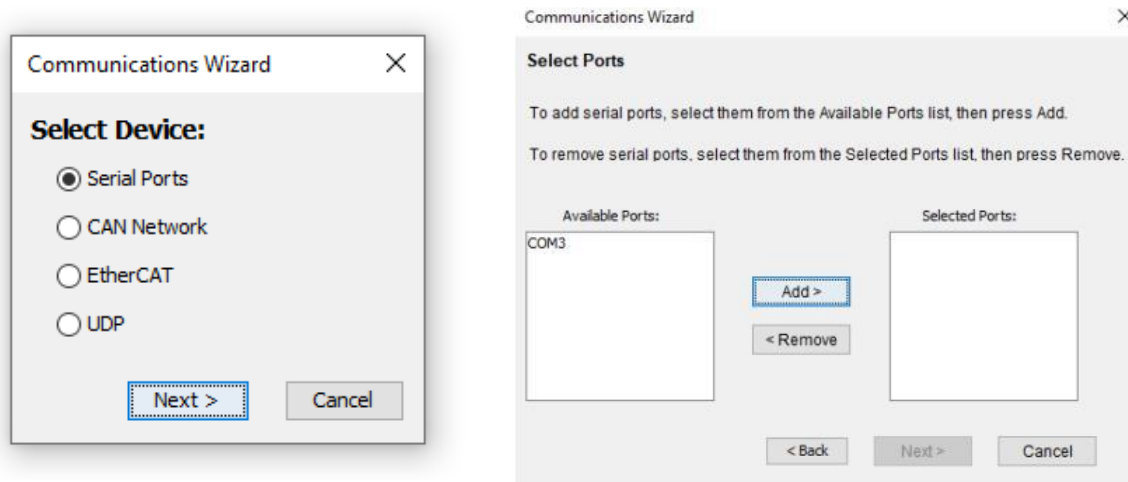 Communications Wizard
Select Device:
Serial Ports
CAN Network
EtherCAT
UDP
Next >
Cancel
Communications Wizard
Select Ports
To add serial ports, select them from the Available Ports list, then press Add.
To remove serial ports, select them from the Selected Ports list, then press Remove.
Available Ports:
Selected Ports:
COM3
Add >
< Remove
< Back
Next >
Cancel